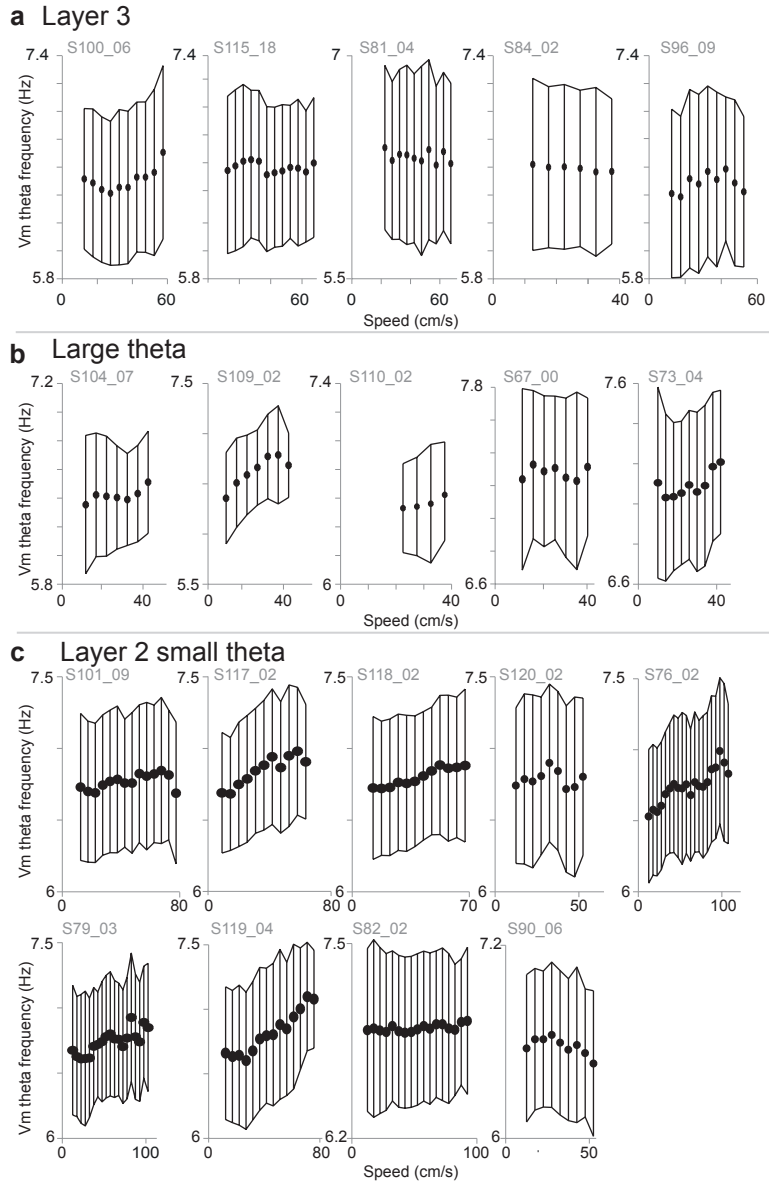 a Layer 3
S100_06 S115_18 S81_04 S84_02 S96_09
7.4 7.4 7 7.4 7.4
Vm theta frequency (Hz)
5.8 5.8 5.5 5.8 5.8
0 60 0 60 0 60 0 40 0 60
Speed (cm/s)
b Large theta
S104_07 S109_02 S110_02 S67_00 S73_04
7.2 7.5 7.4 7.8 7.6
Vm theta frequency (Hz)
5.8 5.5 6 6.6 6.6
0 40 0 40 0 40 0 40 0 40
Speed (cm/s)
c Layer 2 small theta
S101_09 S117_02 S118_02 S120_02 S76_02
7.5 7.5 7.5 7.5 7.5
Vm theta frequency (Hz)
6 6 6 6 6
0 80 0 80 0 70 0 50 0 100
S79_03 S119_04 S82_02 S90_06
7.5 7.5 7.5 7.2
Vm theta frequency (Hz)
6 6 6.2 6
0 100 0 80 0 100 0 50
Speed (cm/s)